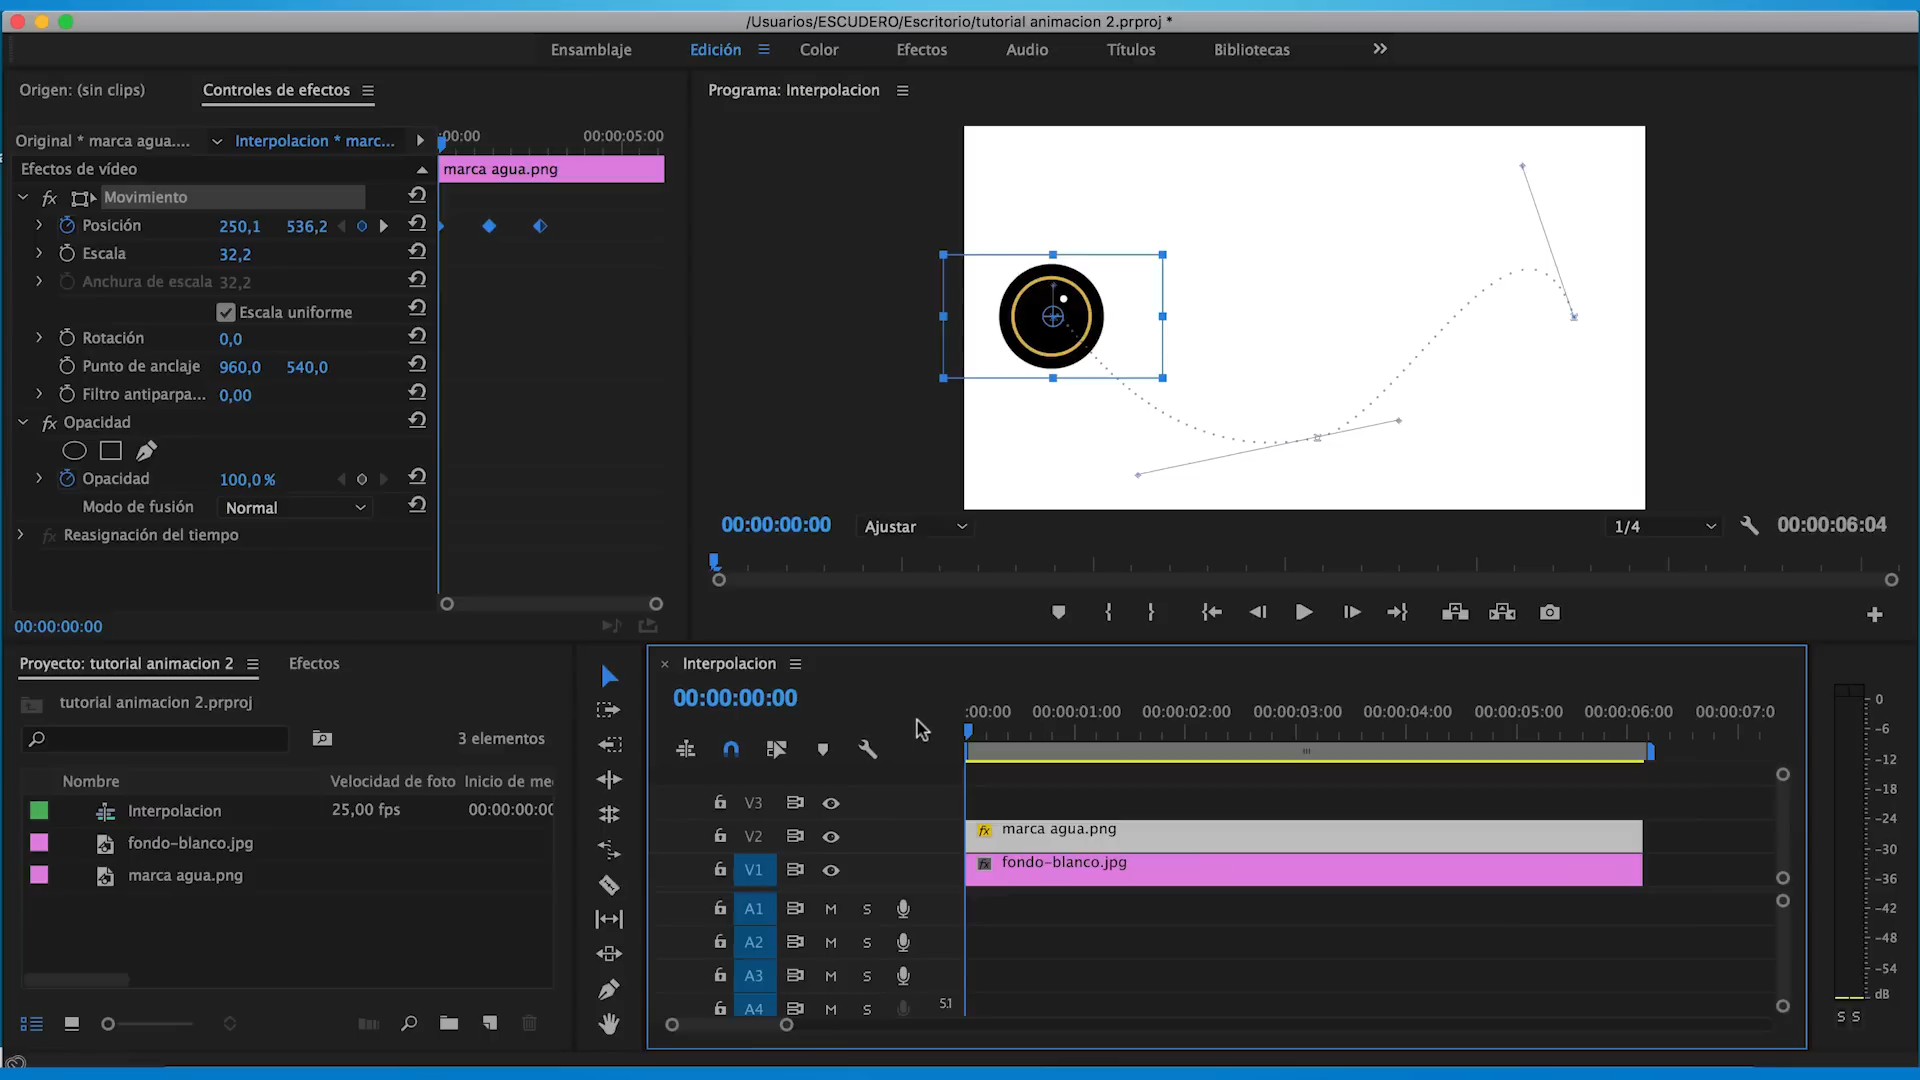 /Usuarios/ESCUDERO/Escritorio/tutorial animacion 2.prproj *
Ensamblaje Edición Color Efectos Audio Títulos Bibliotecas
Origen: (sin clips) Controles de efectos
Programa: Interpolacion
Original * marca agua.... Interpolacion * marc...
:00:00 00:00:05:00
Efectos de vídeo
marca agua.png
fx Movimiento
Posición 250,1 536,2
Escala 32,2
Anchura de escala 32,2
Escala uniforme
Rotación 0,0
Punto de anclaje 960,0 540,0
Filtro antiparpa... 0,00
fx Opacidad
Opacidad 100,0 %
Modo de fusión Normal
fx Reasignación del tiempo
00:00:00:00
00:00:00:00 Ajustar 1/4 00:00:06:04
Proyecto: tutorial animacion 2 Efectos
tutorial animacion 2.prproj
3 elementos
Nombre Velocidad de foto Inicio de me
Interpolacion 25,00 fps 00:00:00:00
fondo-blanco.jpg
marca agua.png
× Interpolacion
00:00:00:00
:00:00 00:00:01:00 00:00:02:00 00:00:03:00 00:00:04:00 00:00:05:00 00:00:06:00 00:00:07:0
V3
V2 fx marca agua.png
V1 fx fondo-blanco.jpg
A1 M S
A2 M S
A3 M S
A4 M S 5.1
0
-6
-12
-18
-24
-30
-36
-42
-48
-54
dB
S S